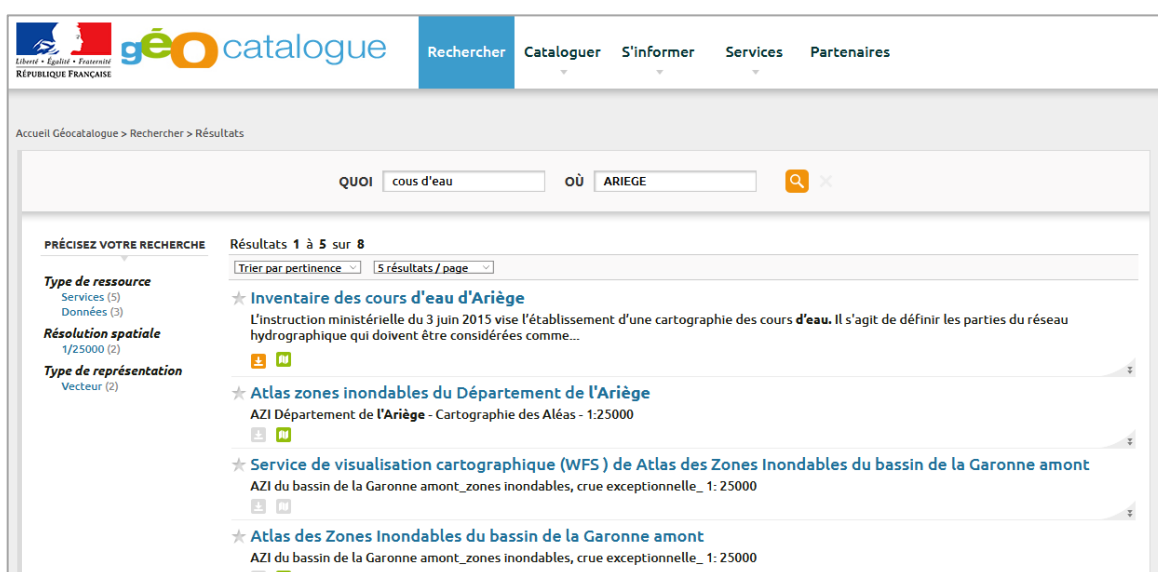 Liberté • Égalité • Fraternité
RÉPUBLIQUE FRANÇAISE
géocatalogue
Rechercher Cataloguer S'informer Services Partenaires
Accueil Géocatalogue > Rechercher > Résultats
QUOI cous d'eau OÙ ARIEGE
PRÉCISEZ VOTRE RECHERCHE
Type de ressource
Services (5)
Données (3)
Résolution spatiale
1/25000 (2)
Type de représentation
Vecteur (2)
Résultats 1 à 5 sur 8
Trier par pertinence 5 résultats / page
Inventaire des cours d'eau d'Ariège
L'instruction ministérielle du 3 juin 2015 vise l'établissement d'une cartographie des cours d'eau. Il s'agit de définir les parties du réseau
hydrographique qui doivent être considérées comme...
Atlas zones inondables du Département de l'Ariège
AZI Département de l'Ariège - Cartographie des Aléas - 1:25000
Service de visualisation cartographique (WFS ) de Atlas des Zones Inondables du bassin de la Garonne amont
AZI du bassin de la Garonne amont_zones inondables, crue exceptionnelle_ 1: 25000
Atlas des Zones Inondables du bassin de la Garonne amont
AZI du bassin de la Garonne amont_zones inondables, crue exceptionnelle_ 1: 25000